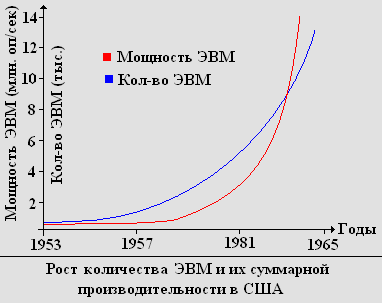 Мощность ЭВМ (млн. оп/сек)
Кол-во ЭВМ (тыс.)
14
12
10
8
6
4
2
Мощность ЭВМ
Кол-во ЭВМ
Годы
1953
1957
1981
1965
Рост количества ЭВМ и их суммарной
производительности в США